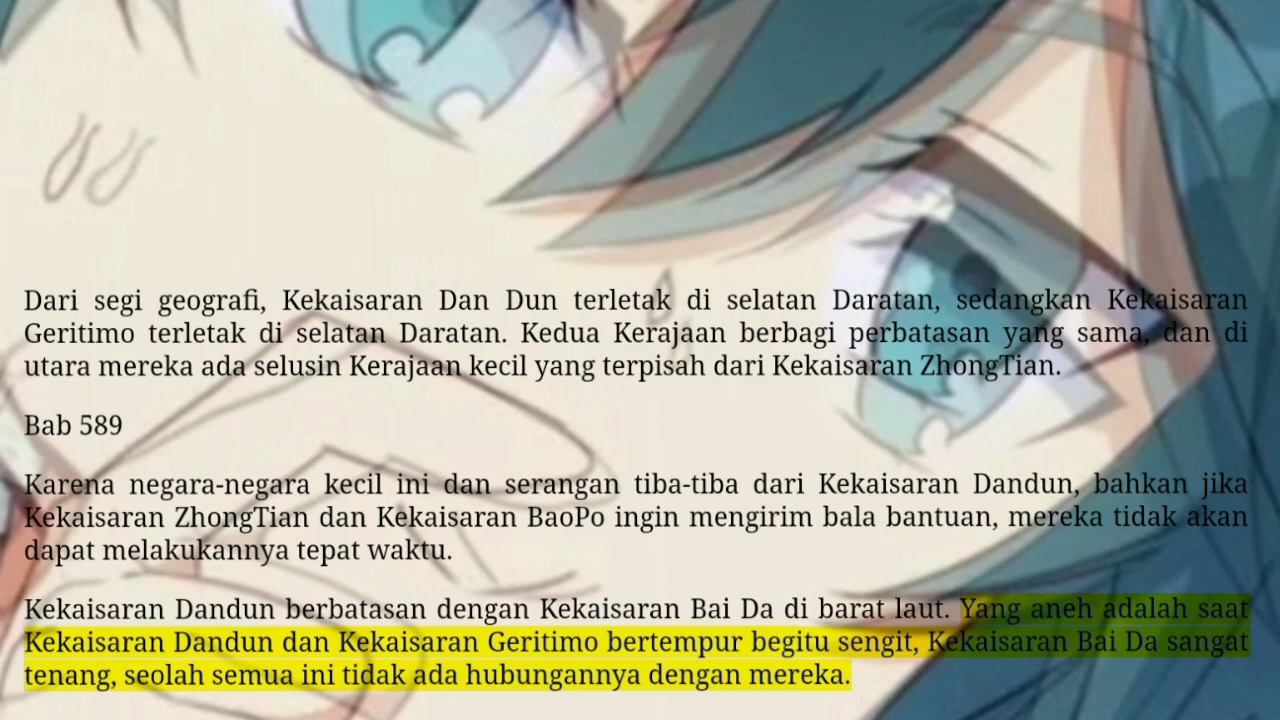 Dari segi geografi, Kekaisaran Dan Dun terletak di selatan Daratan, sedangkan Kekaisaran
Geritimo terletak di selatan Daratan. Kedua Kerajaan berbagi perbatasan yang sama, dan di
utara mereka ada selusin Kerajaan kecil yang terpisah dari Kekaisaran ZhongTian.
Bab 589
Karena negara-negara kecil ini dan serangan tiba-tiba dari Kekaisaran Dandun, bahkan jika
Kekaisaran ZhongTian dan Kekaisaran BaoPo ingin mengirim bala bantuan, mereka tidak akan
dapat melakukannya tepat waktu.
Kekaisaran Dandun berbatasan dengan Kekaisaran Bai Da di barat laut. Yang aneh adalah saat
Kekaisaran Dandun dan Kekaisaran Geritimo bertempur begitu sengit, Kekaisaran Bai Da sangat
tenang, seolah semua ini tidak ada hubungannya dengan mereka.